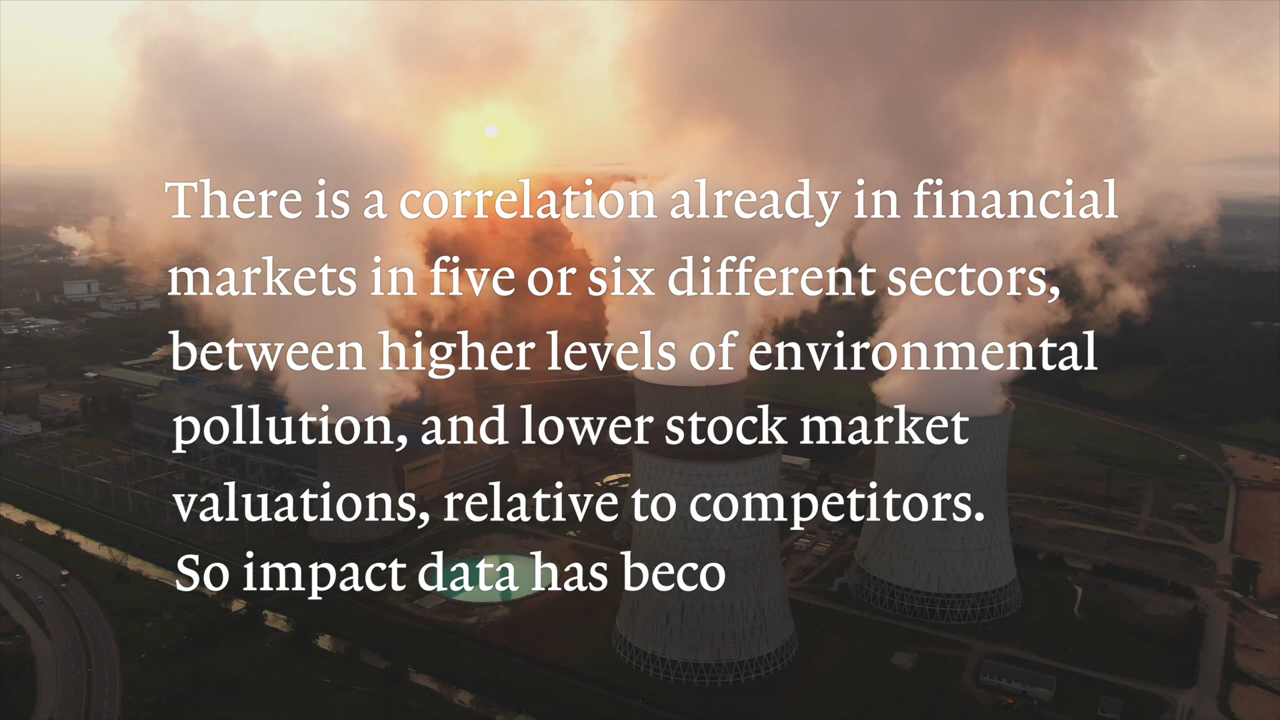 There is a correlation already in financial
markets in five or six different sectors,
between higher levels of environmental
pollution, and lower stock market
valuations, relative to competitors.
So impact data has beco